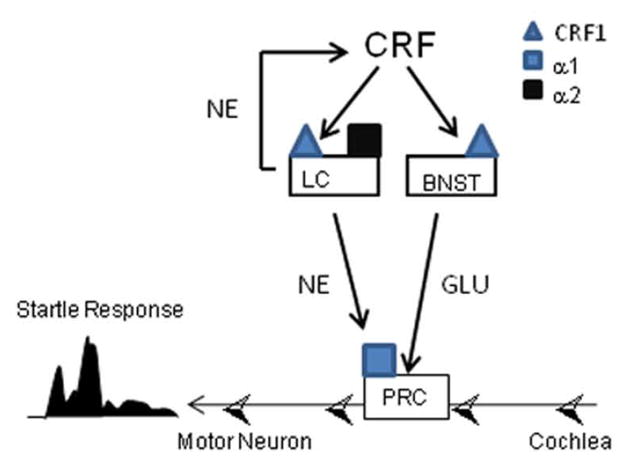 CRF
CRF1
α1
α2
NE
LC
BNST
NE
GLU
Startle Response
PRC
Motor Neuron
Cochlea